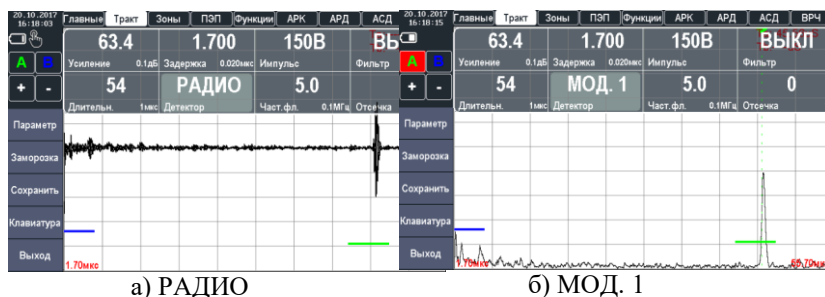 20.10.2017
16:18:03
Главные Тракт Зоны ПЭП Функции АРК АРД АСД
63.4 1.700 150В ВЫ
Усиление 0.1дБ Задержка 0.020мкс Импульс Фильтр
А В
54 РАДИО 5.0
+ -
Длительн. 1мкс Детектор Част.фл. 0.1МГц Отсечка
Параметр
Заморозка
Сохранить
Клавиатура
Выход
1.70мкс
а) РАДИО
20.10.2017
16:18:15
Главные Тракт Зоны ПЭП Функции АРК АРД АСД ВРЧ
63.4 1.700 150В ВЫКЛ
Усиление 0.1дБ Задержка 0.020мкс Импульс Фильтр
А В
54 МОД. 1 5.0 0
+ -
Длительн. 1мкс Детектор Част.фл. 0.1МГц Отсечка
Параметр
Заморозка
Сохранить
Клавиатура
Выход
1.70мкс
б) МОД. 1